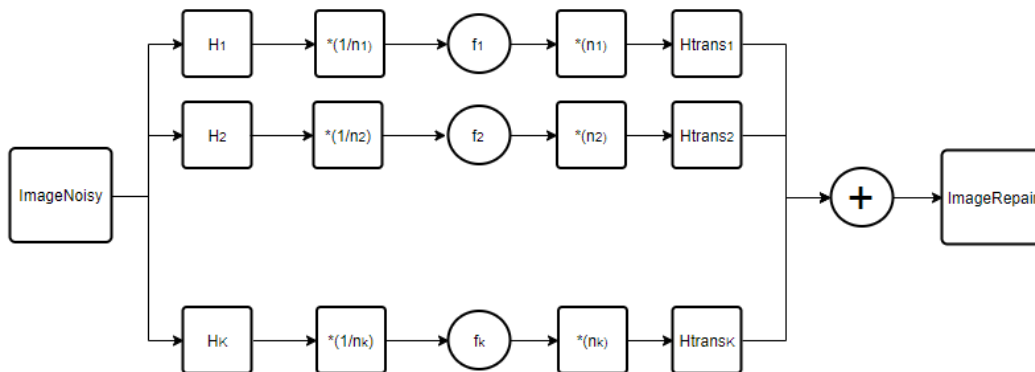 H1 *(1/n1) f1 *(n1) Htrans1
H2 *(1/n2) f2 *(n2) Htrans2
ImageNoisy + ImageRepair
HK *(1/nk) fk *(nk) HtransK